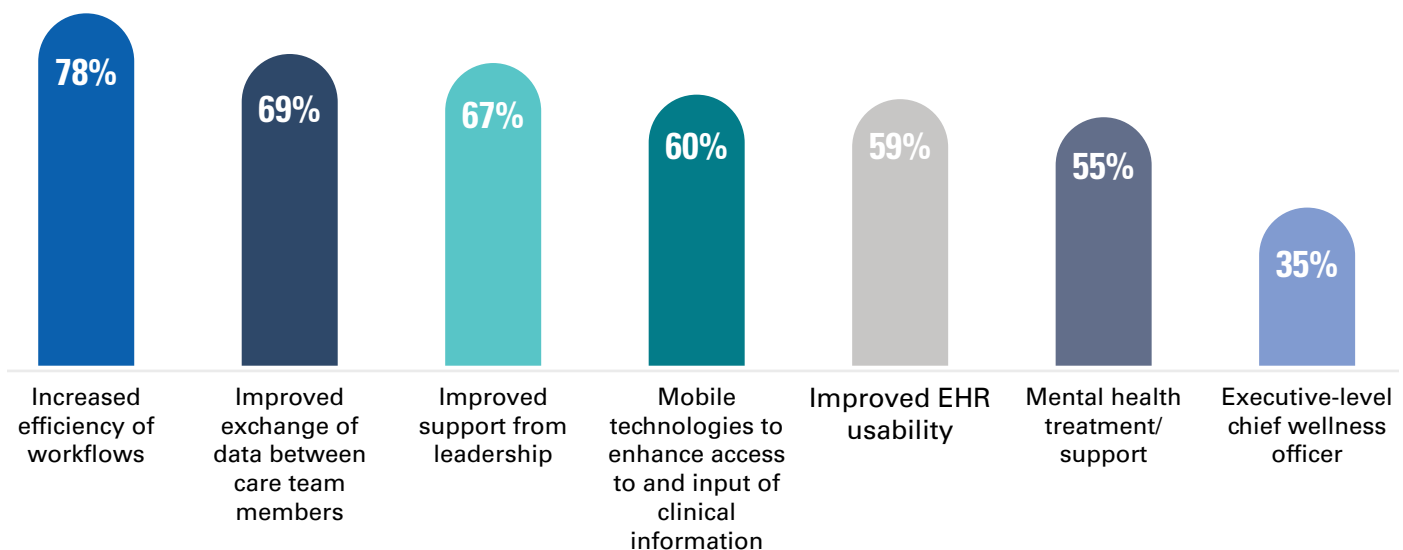 78%
69%
67%
60%
59%
55%
35%
Increased
efficiency of
workflows
Improved
exchange of
data between
care team
members
Improved
support from
leadership
Mobile
technologies to
enhance access
to and input of
clinical
information
Improved EHR
usability
Mental health
treatment/
support
Executive-level
chief wellness
officer